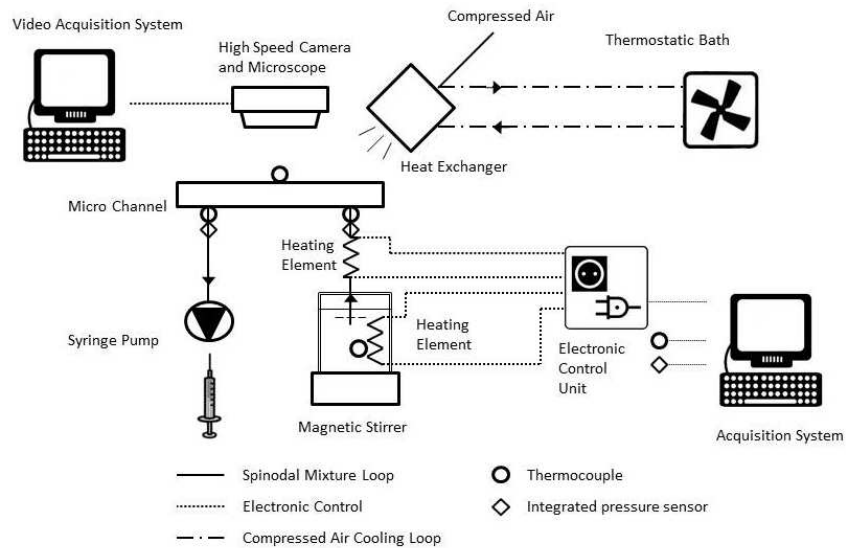 Video Acquisition System
High Speed Camera
and Microscope
Compressed Air
Thermostatic Bath
Heat Exchanger
Micro Channel
Heating
Element
Syringe Pump
Heating
Element
Magnetic Stirrer
Electronic
Control
Unit
Acquisition System
Spinodal Mixture Loop
Thermocouple
Electronic Control
Integrated pressure sensor
Compressed Air Cooling Loop